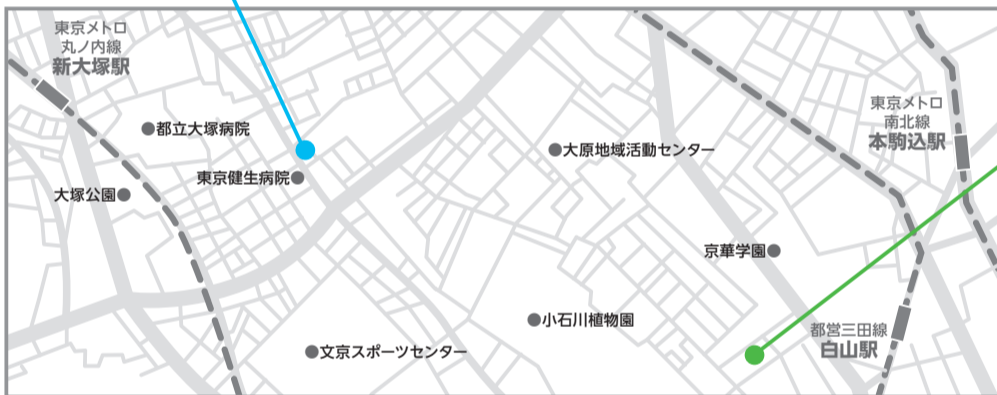 東京メトロ
丸ノ内線
新大塚駅
都立大塚病院
大塚公園
東京健生病院
大原地域活動センター
東京メトロ
南北線
本駒込駅
京華学園
小石川植物園
文京スポーツセンター
都営三田線
白山駅